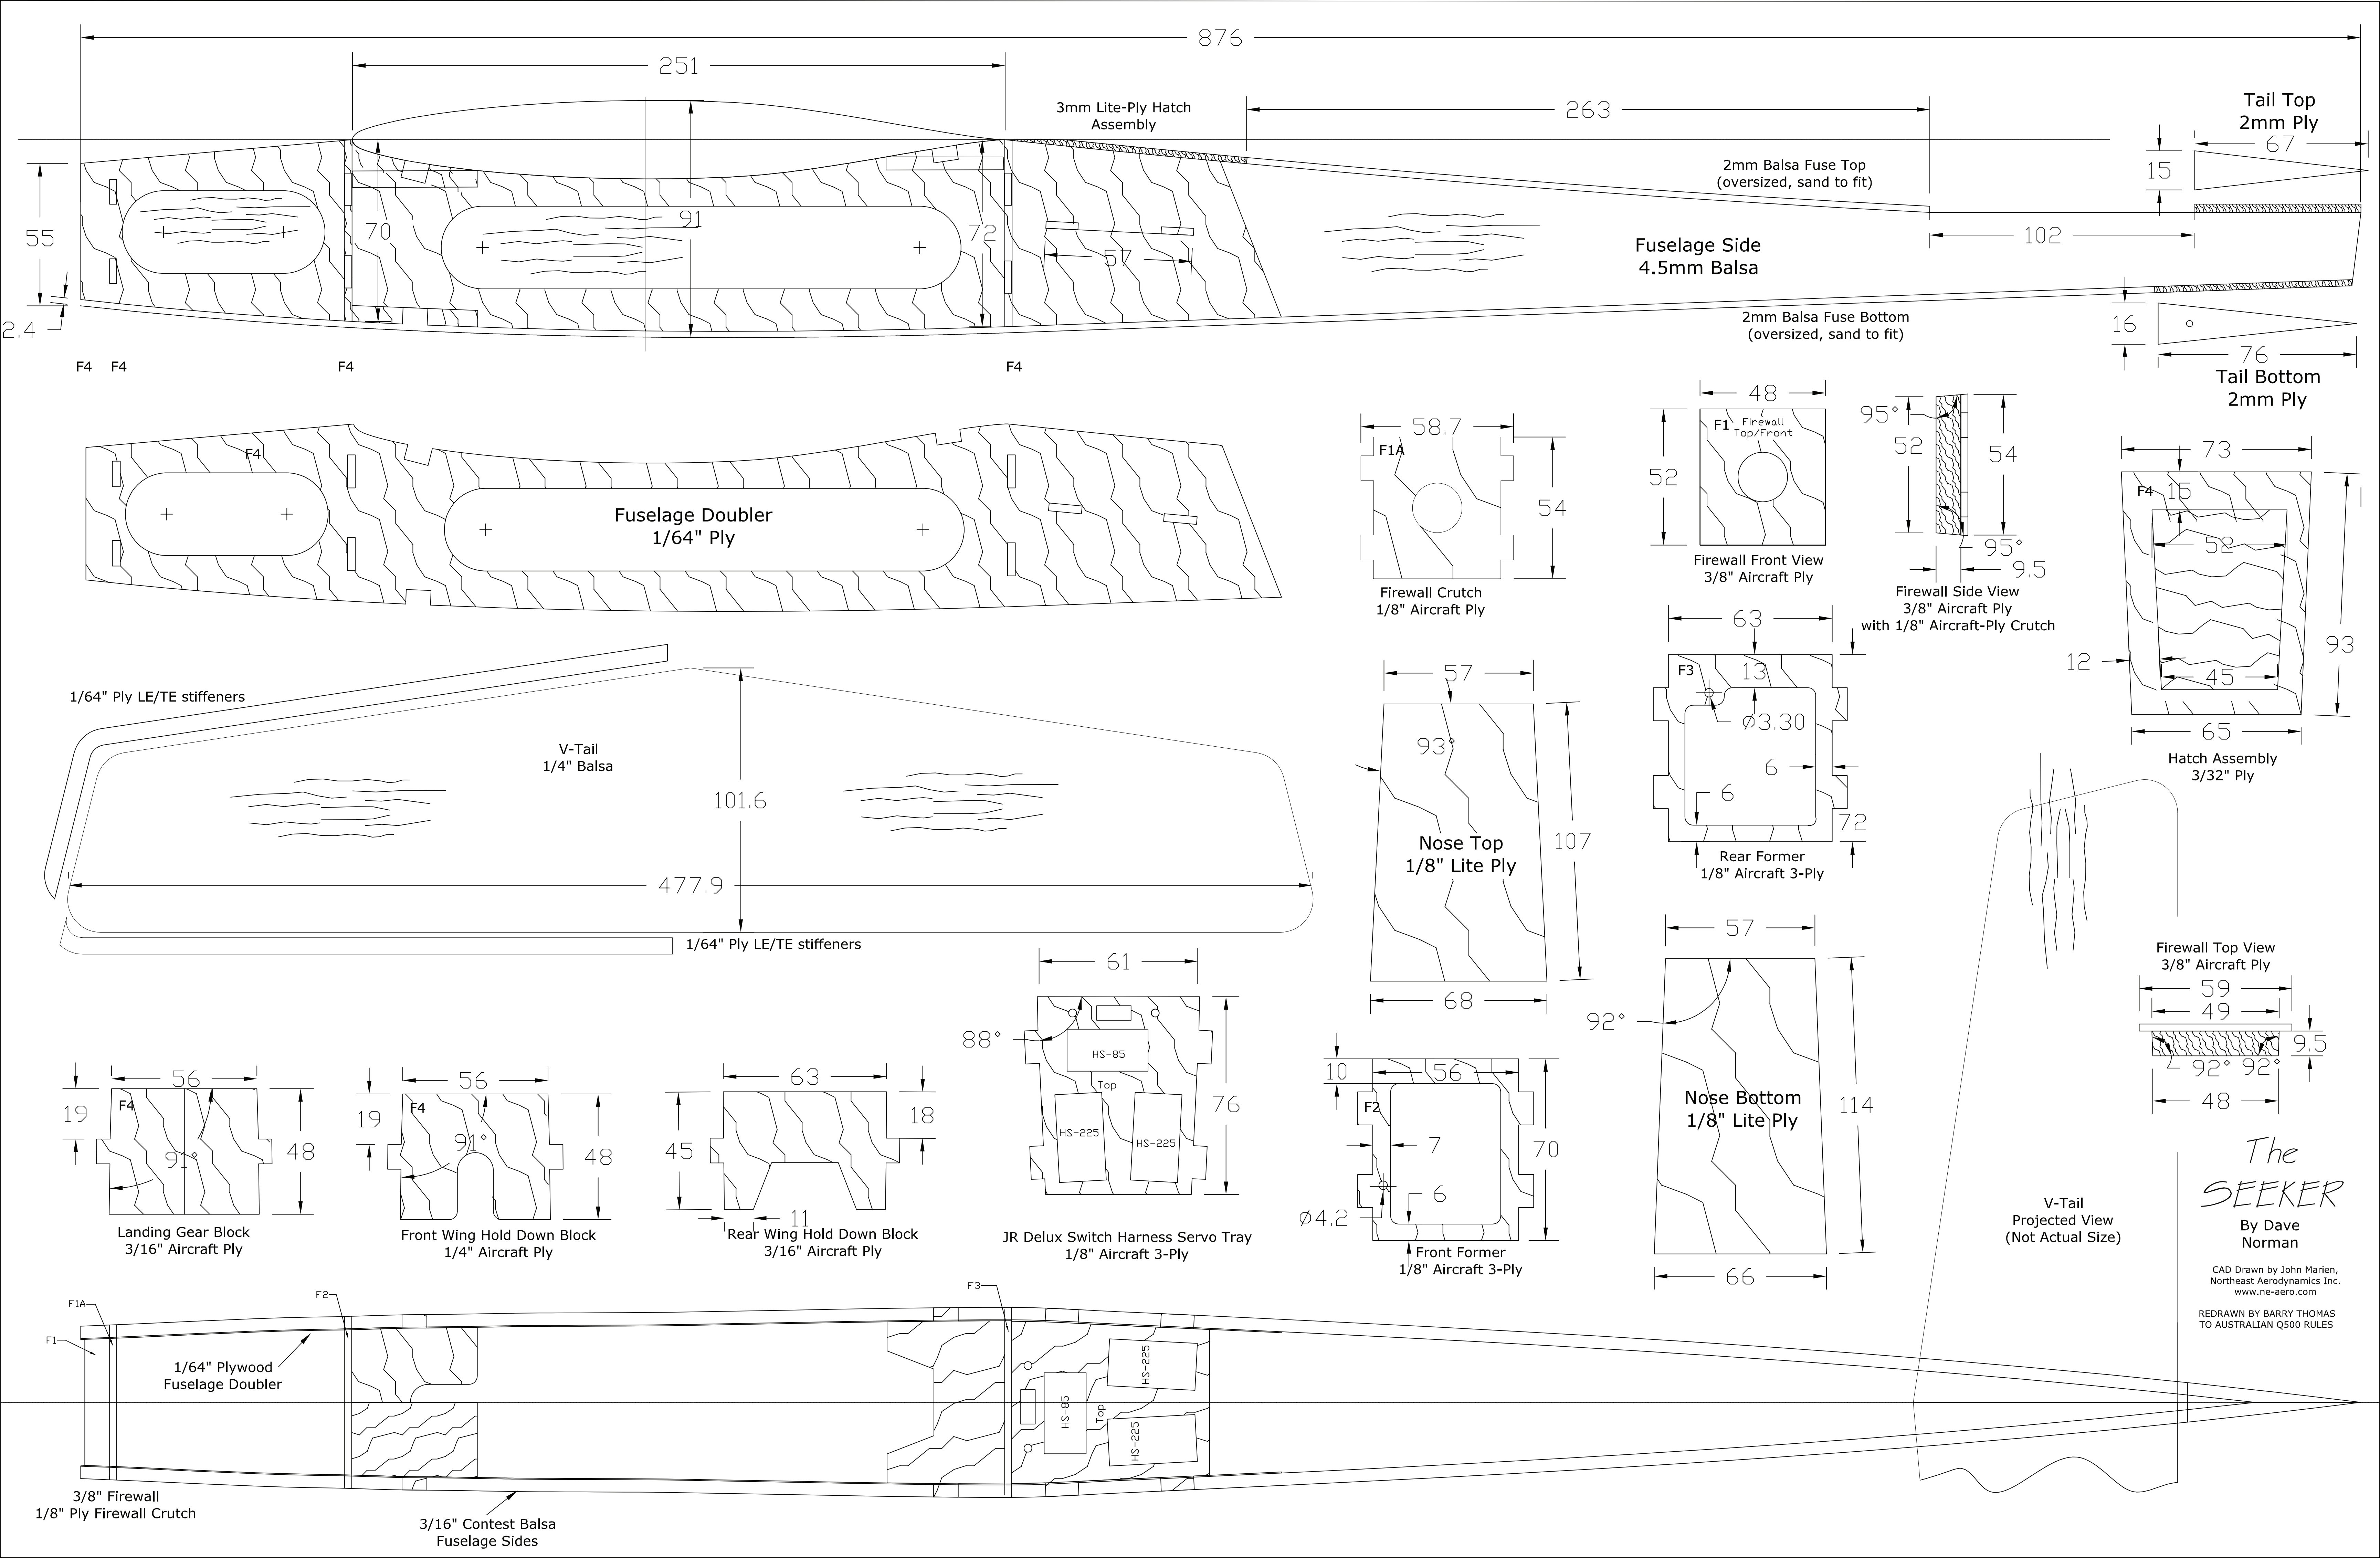 876
251
3mm Lite-Ply Hatch
Assembly
263
Tail Top
2mm Ply
67
15
2mm Balsa Fuse Top
(oversized, sand to fit)
55
70
91
72
57
Fuselage Side
4.5mm Balsa
102
2.4
2mm Balsa Fuse Bottom
(oversized, sand to fit)
16
76
Tail Bottom
2mm Ply
F4
F4
F4
F4
F4
Fuselage Doubler
1/64" Ply
58.7
F1A
54
Firewall Crutch
1/8" Aircraft Ply
48
F1
Firewall
Top/Front
52
Firewall Front View
3/8" Aircraft Ply
95°
52
54
95°
9.5
Firewall Side View
3/8" Aircraft Ply
with 1/8" Aircraft-Ply Crutch
73
F4
15
52
93
12
45
65
Hatch Assembly
3/32" Ply
1/64" Ply LE/TE stiffeners
V-Tail
1/4" Balsa
101.6
477.9
1/64" Ply LE/TE stiffeners
57
93°
Nose Top
1/8" Lite Ply
107
68
63
F3
13
Ø3.30
6
6
72
Rear Former
1/8" Aircraft 3-Ply
57
92°
Nose Bottom
1/8" Lite Ply
114
66
Firewall Top View
3/8" Aircraft Ply
59
49
9.5
92°
92°
48
56
19
F4
91°
48
Landing Gear Block
3/16" Aircraft Ply
56
19
F4
91°
48
Front Wing Hold Down Block
1/4" Aircraft Ply
63
45
18
11
Rear Wing Hold Down Block
3/16" Aircraft Ply
61
88°
HS-85
Top
HS-225
HS-225
76
JR Delux Switch Harness Servo Tray
1/8" Aircraft 3-Ply
10
56
F2
7
70
6
Ø4.2
Front Former
1/8" Aircraft 3-Ply
V-Tail
Projected View
(Not Actual Size)
The
SEEKER
By Dave
Norman
CAD Drawn by John Marien,
Northeast Aerodynamics Inc.
www.ne-aero.com
REDRAWN BY BARRY THOMAS
TO AUSTRALIAN Q500 RULES
F1A
F1
F2
F3
1/64" Plywood
Fuselage Doubler
HS-85
Top
HS-225
HS-225
3/8" Firewall
1/8" Ply Firewall Crutch
3/16" Contest Balsa
Fuselage Sides